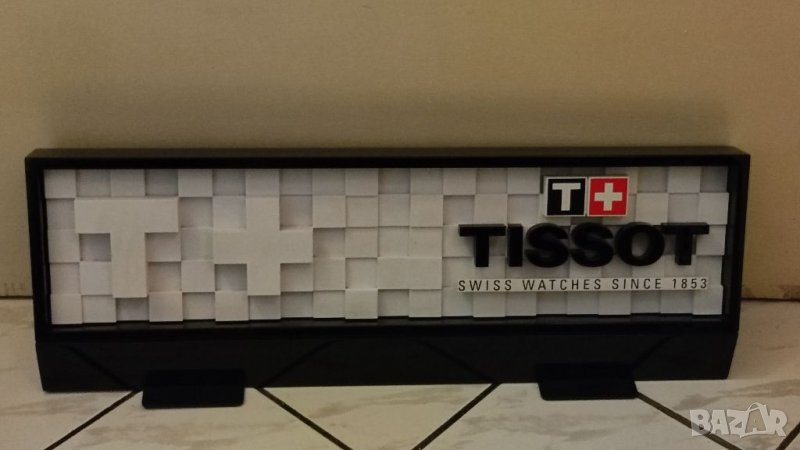 T+
T+
TISSOT
SWISS WATCHES SINCE 1853
BAZAR